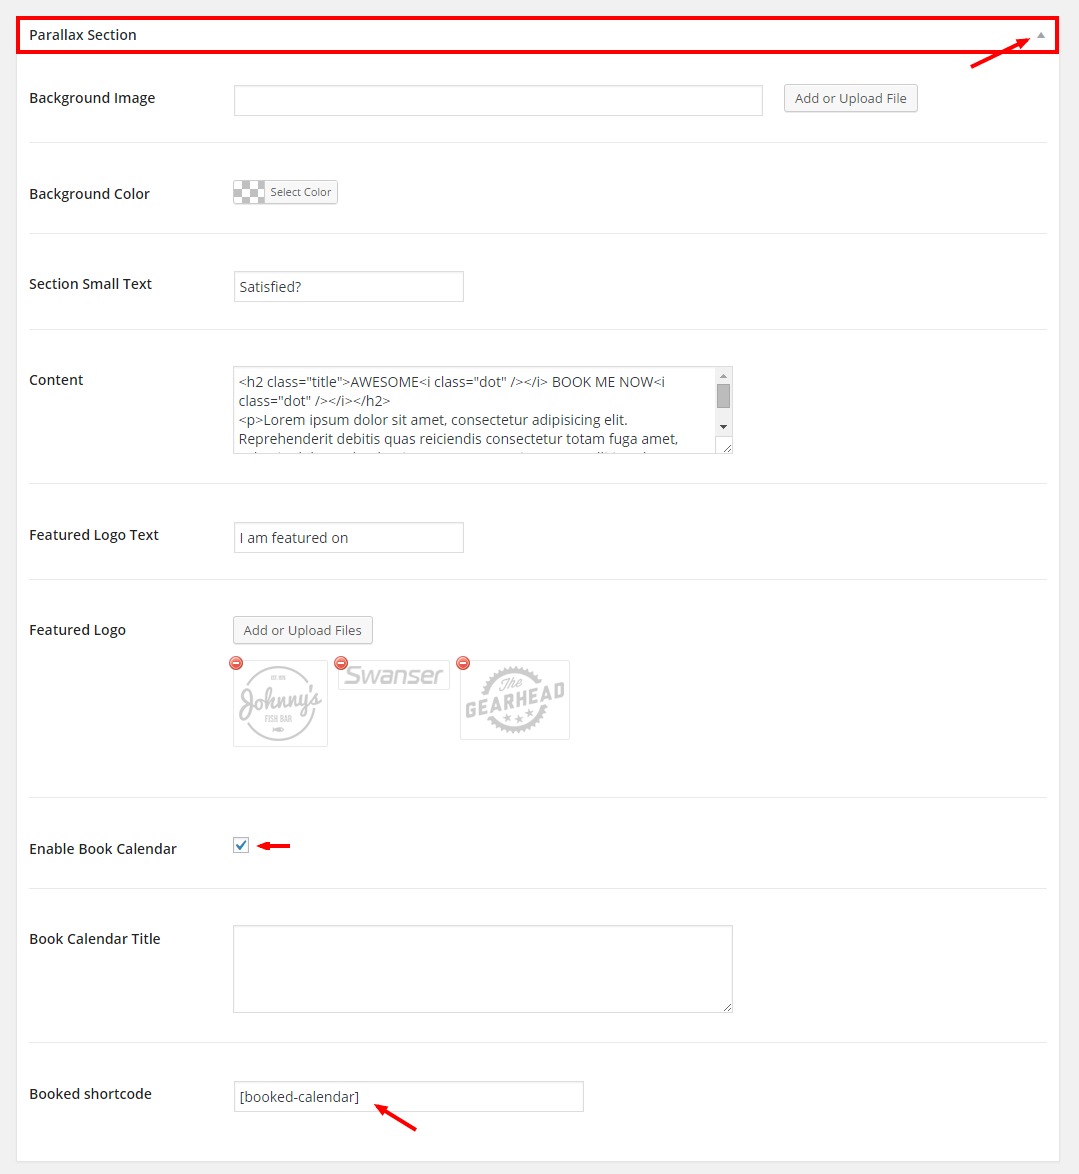 Parallax Section
Background Image
Add or Upload File
Background Color
Select Color
Section Small Text
Satisfied?
Content
<h2 class="title">AWESOME<i class="dot" /></i> BOOK ME NOW<i
class="dot" /></i></h2>
<p>Lorem ipsum dolor sit amet, consectetur adipisicing elit.
Reprehenderit debitis quas reiciendis consectetur totam fuga amet,
Featured Logo Text
I am featured on
Featured Logo
Add or Upload Files
Johnny's
FISH BAR
Swanser
The
GEARHEAD
Enable Book Calendar
Book Calendar Title
Booked shortcode
[booked-calendar]